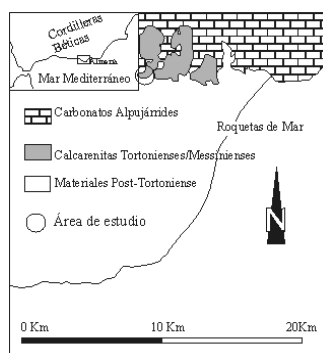 Cordilleras
Béticas
Almería
Mar Mediterráneo
Carbonatos Alpujárrides
Roquetas de Mar
Calcarenitas Tortonienses/Messinienses
Materiales Post-Tortoniense
Área de estudio
N
0 Km 10 Km 20Km